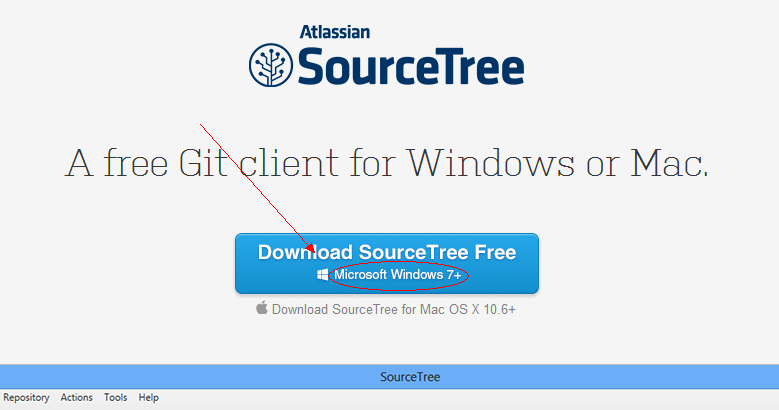 Atlassian
SourceTree
A free Git client for Windows or Mac.
Download SourceTree Free
Microsoft Windows 7+
Download SourceTree for Mac OS X 10.6+
SourceTree
Repository Actions Tools Help